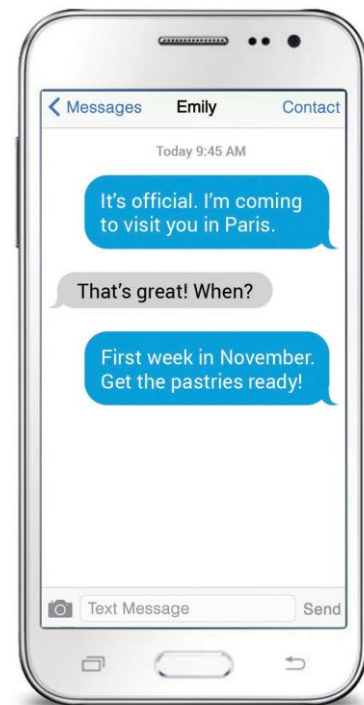 Messages Emily Contact
Today 9:45 AM
It's official. I'm coming
to visit you in Paris.
That's great! When?
First week in November.
Get the pastries ready!
Text Message Send